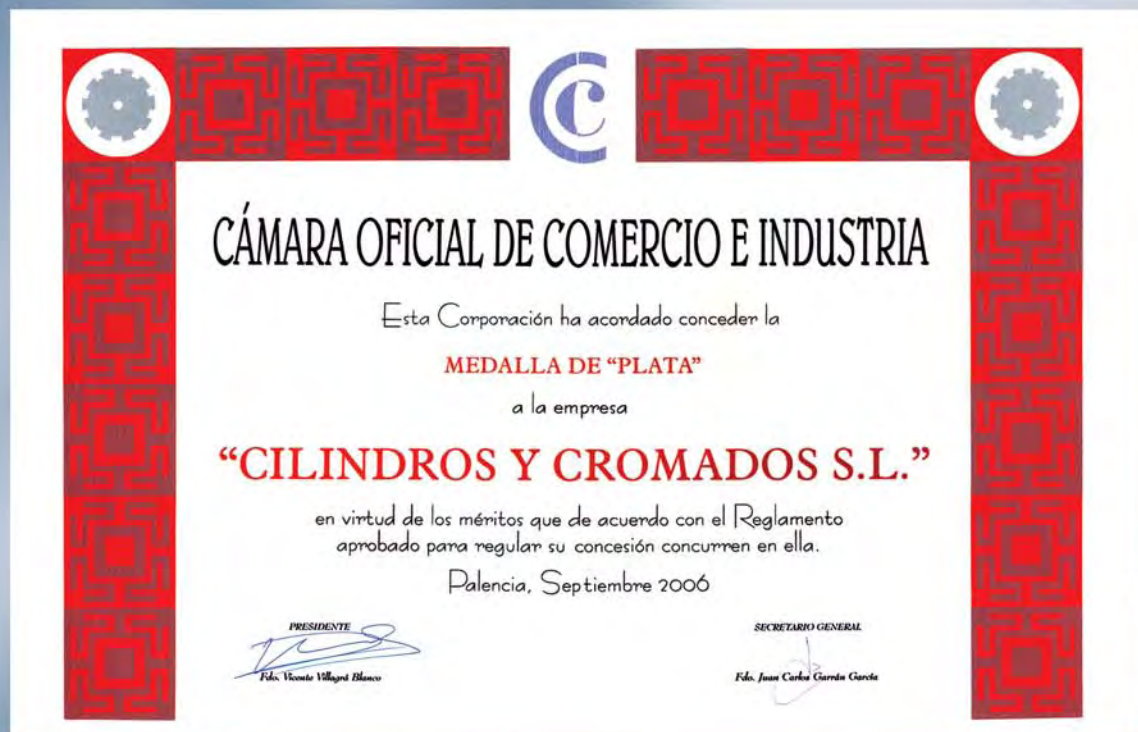 CÁMARA OFICIAL DE COMERCIO E INDUSTRIA
Esta Corporación ha acordado conceder la
MEDALLA DE “PLATA”
a la empresa
“CILINDROS Y CROMADOS S.L.”
en virtud de los méritos que de acuerdo con el Reglamento
aprobado para regular su concesión concurren en ella.
Palencia, Septiembre 2006
PRESIDENTE
Fdo. Vicente Villagrá Blanco
SECRETARIO GENERAL
Fdo. Juan Carlos Garrán García